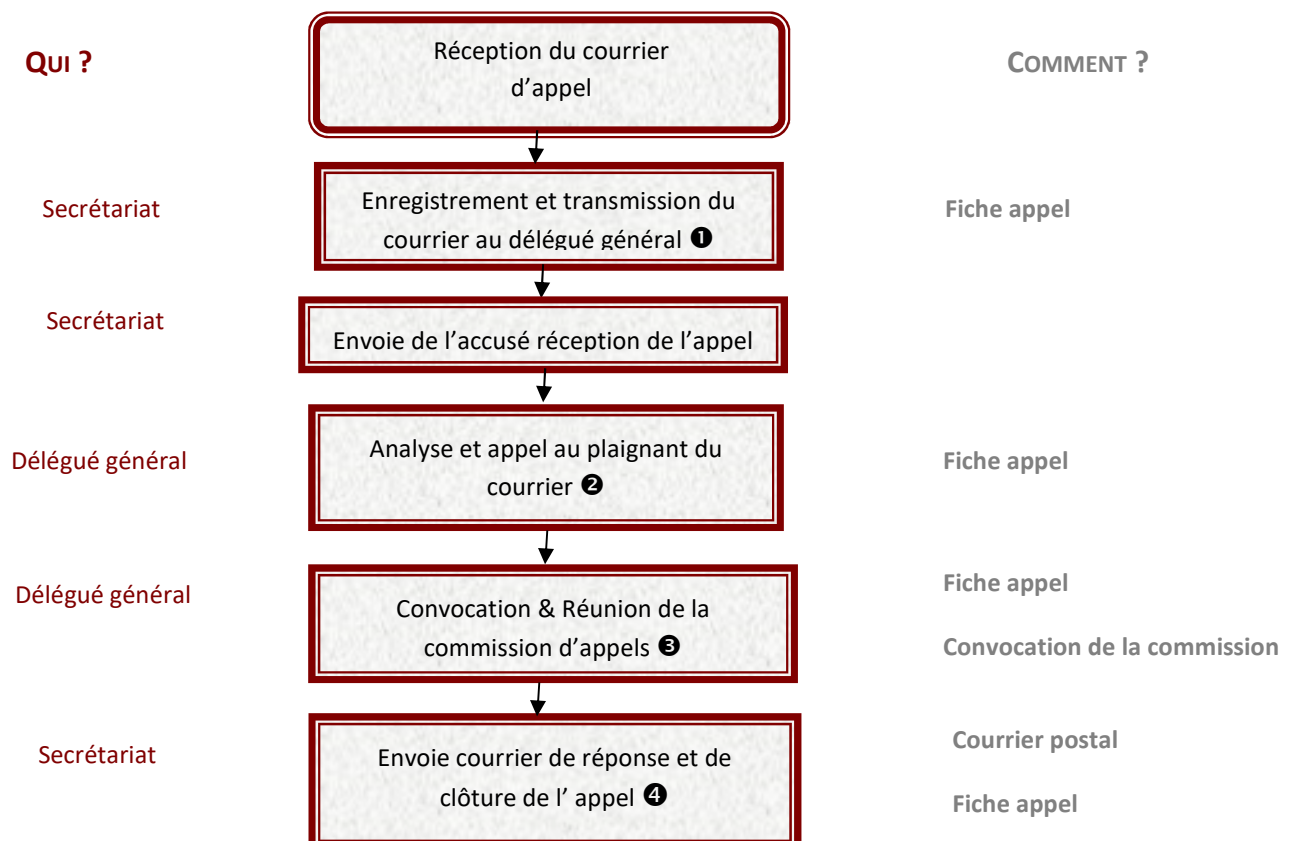 QUI ?
Réception du courrier
d’appel
COMMENT ?
Secrétariat
Enregistrement et transmission du
courrier au délégué général ❶
Fiche appel
Secrétariat
Envoie de l’accusé réception de l’appel
Délégué général
Analyse et appel au plaignant du
courrier ❷
Fiche appel
Délégué général
Convocation & Réunion de la
commission d’appels ❸
Fiche appel
Convocation de la commission
Secrétariat
Envoie courrier de réponse et de
clôture de l’ appel ❹
Courrier postal
Fiche appel